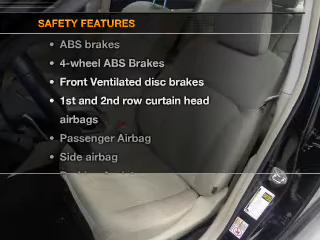 SAFETY FEATURES
• ABS brakes
• 4-wheel ABS Brakes
• Front Ventilated disc brakes
• 1st and 2nd row curtain head
airbags
• Passenger Airbag
• Side airbag